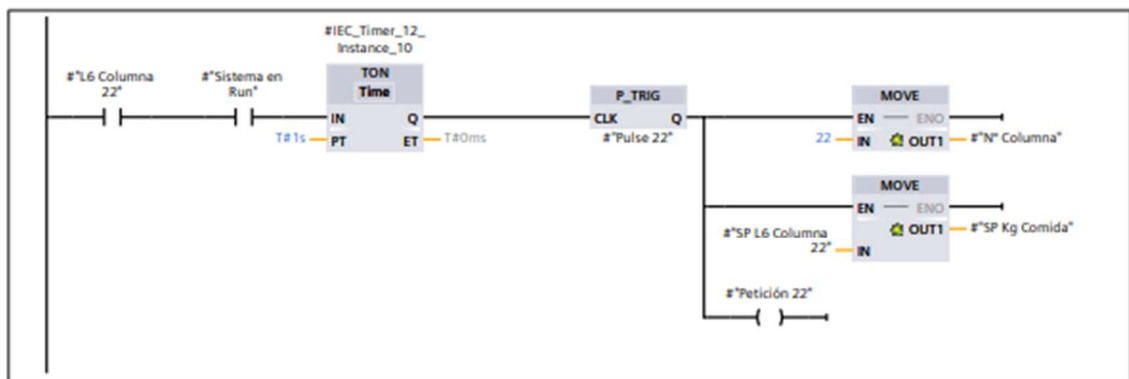 #IEC_Timer_12_
Instance_10
#"L6 Columna
22"
#"Sistema en
Run"
TON
Time
IN
Q
T#1s
PT
ET
T#0ms
P_TRIG
CLK
Q
#"Pulse 22"
MOVE
EN
ENO
22
IN
OUT1
#"N° Columna"
MOVE
EN
ENO
OUT1
#"SP Kg Comida"
#"SP L6 Columna
22"
IN
#"Petición 22"